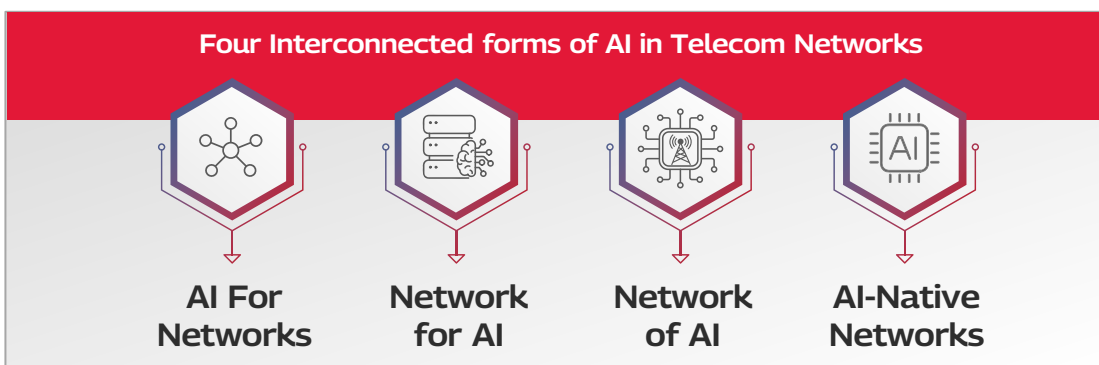 Four Interconnected forms of AI in Telecom Networks
AI
AI For
Networks
Network
for AI
Network
of AI
AI-Native
Networks